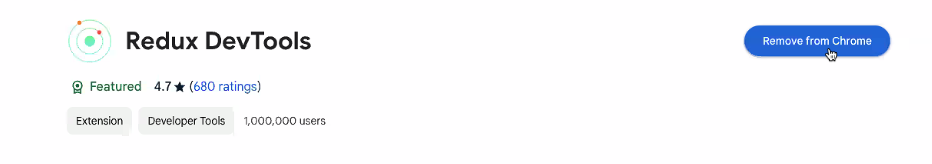 Redux DevTools
Remove from Chrome
Featured 4.7★ (680 ratings)
Extension Developer Tools 1,000,000 users